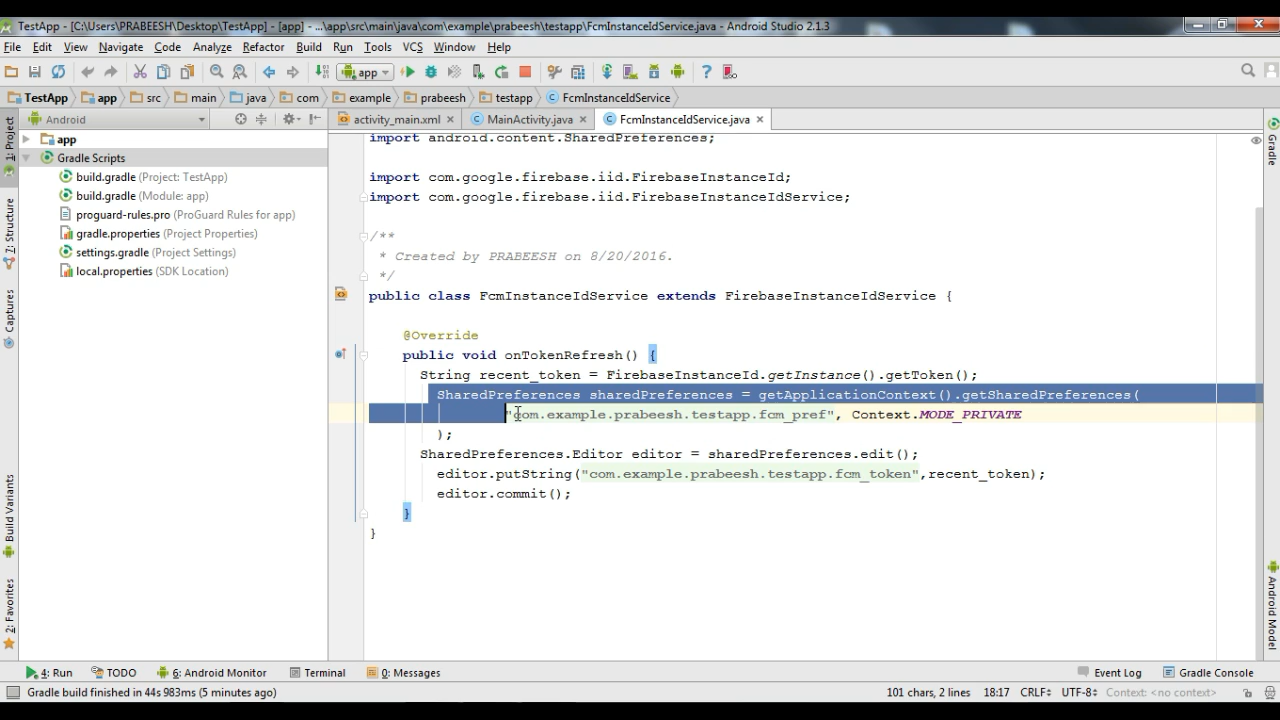 TestApp - [C:\Users\PRABEESH\Desktop\TestApp] - [app] - ...\app\src\main\java\com\example\prabeesh\testapp\FcmInstanceIdService.java - Android Studio 2.1.3
File Edit View Navigate Code Analyze Refactor Build Run Tools VCS Window Help
app
TestApp app src main java com example prabeesh testapp FcmInstanceIdService
Android
activity_main.xml MainActivity.java FcmInstanceIdService.java
1: Project
7: Structure
Captures
Build Variants
2: Favorites
app
Gradle Scripts
build.gradle (Project: TestApp)
build.gradle (Module: app)
proguard-rules.pro (ProGuard Rules for app)
gradle.properties (Project Properties)
settings.gradle (Project Settings)
local.properties (SDK Location)
import android.content.SharedPreferences;
import com.google.firebase.iid.FirebaseInstanceId;
import com.google.firebase.iid.FirebaseInstanceIdService;
/**
* Created by PRABEESH on 8/20/2016.
*/
public class FcmInstanceIdService extends FirebaseInstanceIdService {
@Override
public void onTokenRefresh() {
String recent_token = FirebaseInstanceId.getInstance().getToken();
SharedPreferences sharedPreferences = getApplicationContext().getSharedPreferences(
"com.example.prabeesh.testapp.fcm_pref", Context.MODE_PRIVATE
);
SharedPreferences.Editor editor = sharedPreferences.edit();
editor.putString("com.example.prabeesh.testapp.fcm_token",recent_token);
editor.commit();
}
}
Gradle
Android Model
4: Run TODO 6: Android Monitor Terminal 0: Messages Event Log Gradle Console
Gradle build finished in 44s 983ms (5 minutes ago) 101 chars, 2 lines 18:17 CRLF UTF-8 Context: <no context>